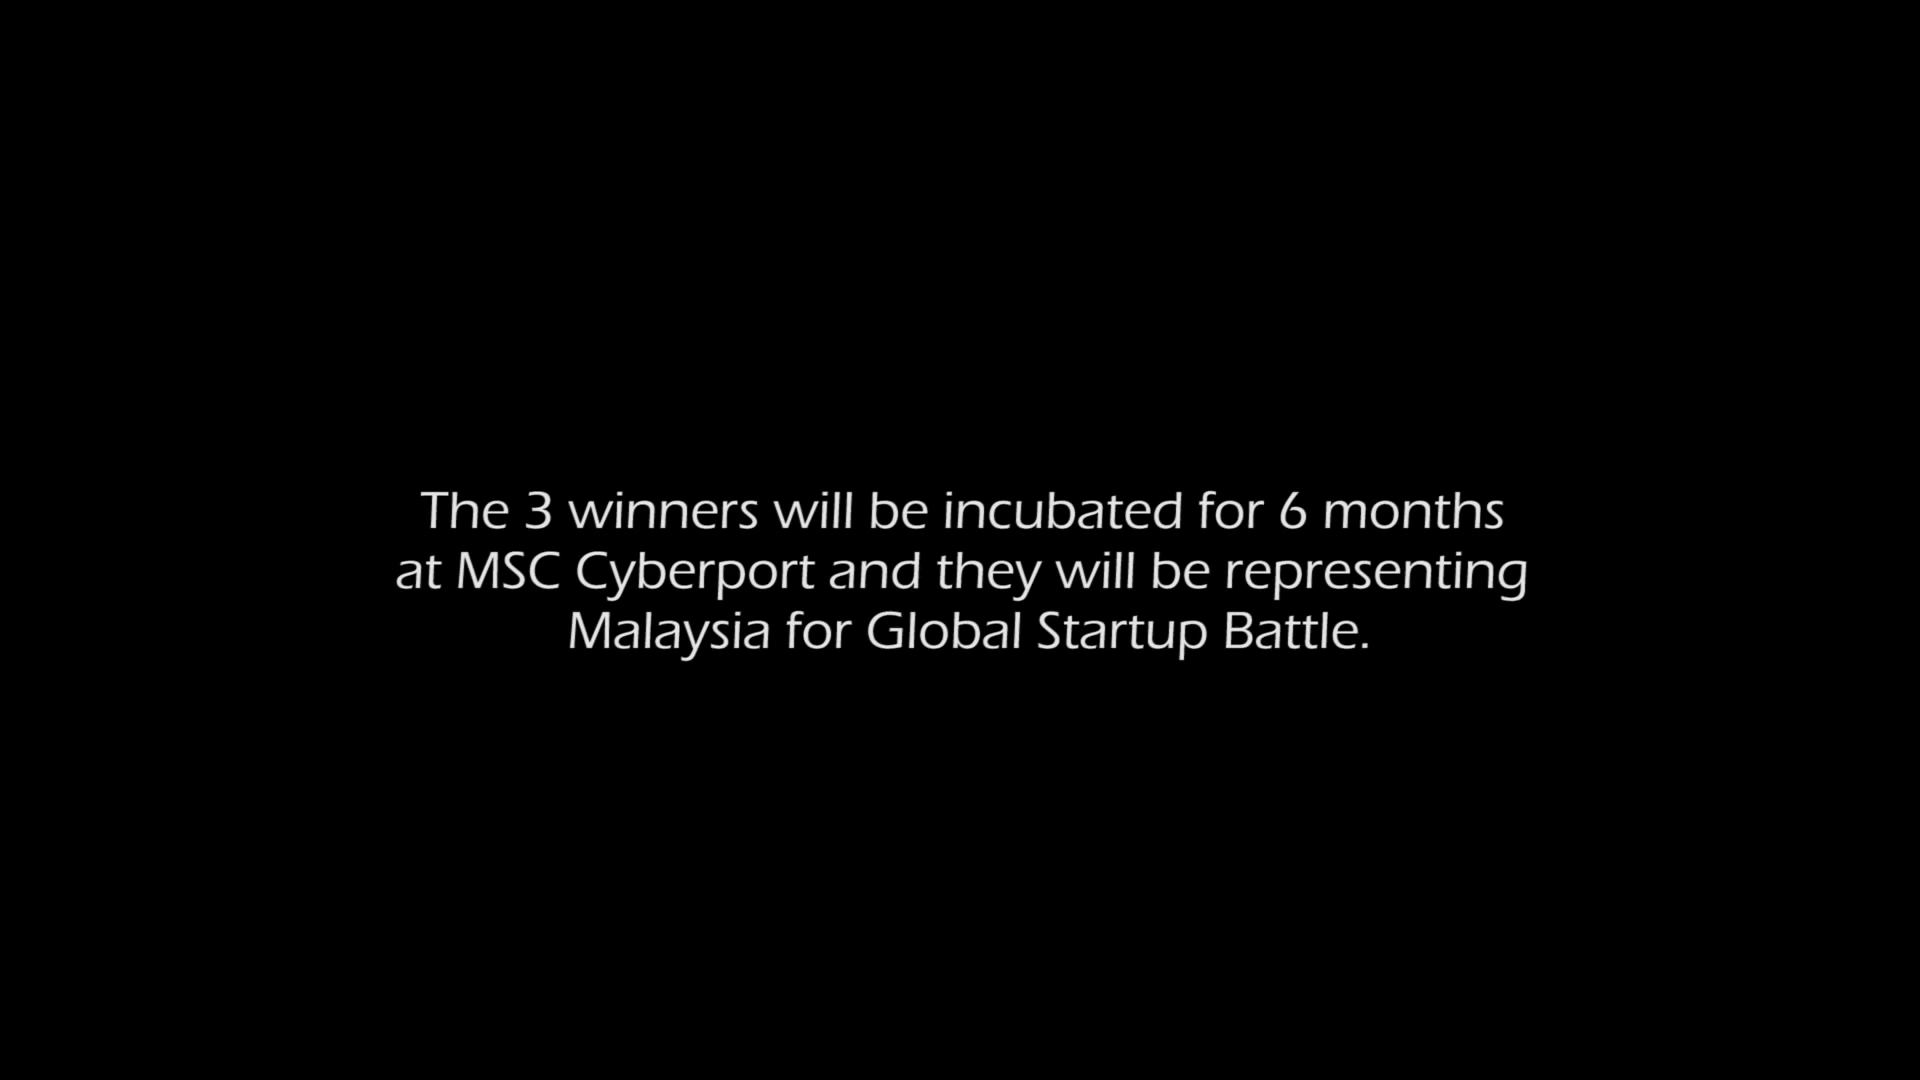 The 3 winners will be incubated for 6 months
at MSC Cyberport and they will be representing
Malaysia for Global Startup Battle.